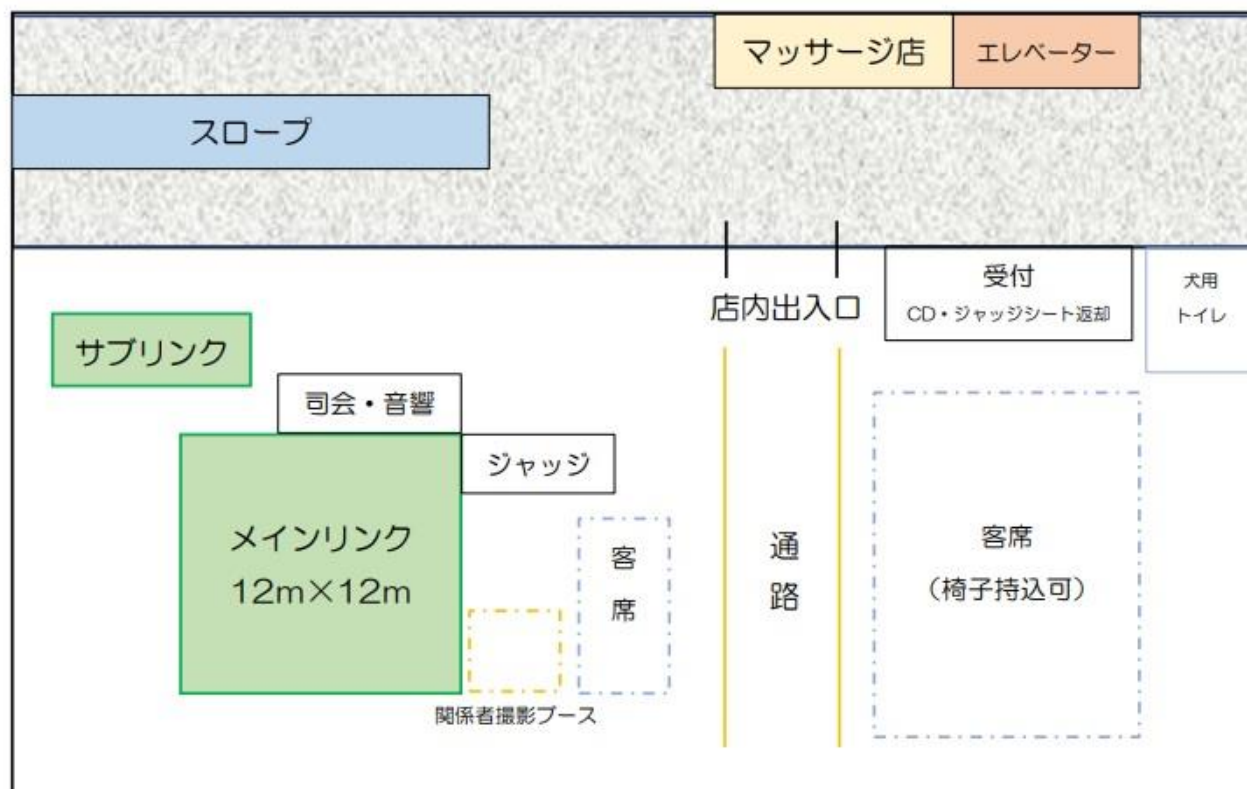 マッサージ店
エレベーター
スロープ
店内出入口
受付
CD・ジャッジシート返却
犬用
トイレ
サブリンク
司会・音響
ジャッジ
メインリンク
12m×12m
客
席
通
路
客席
（椅子持込可）
関係者撮影ブース